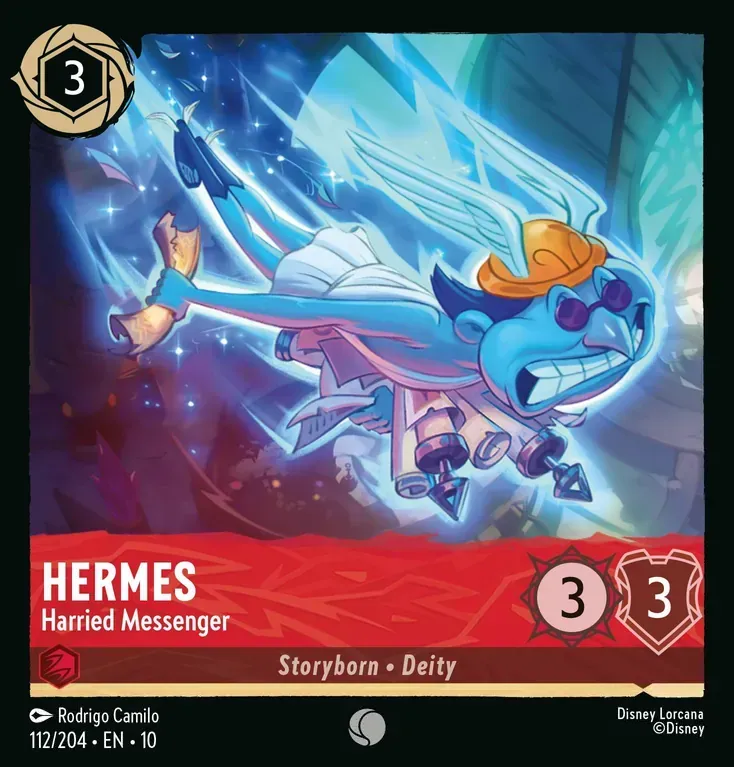 3
HERMES
Harried Messenger
3 3
Storyborn • Deity
Rodrigo Camilo
112/204 • EN • 10
Disney Lorcana
©Disney